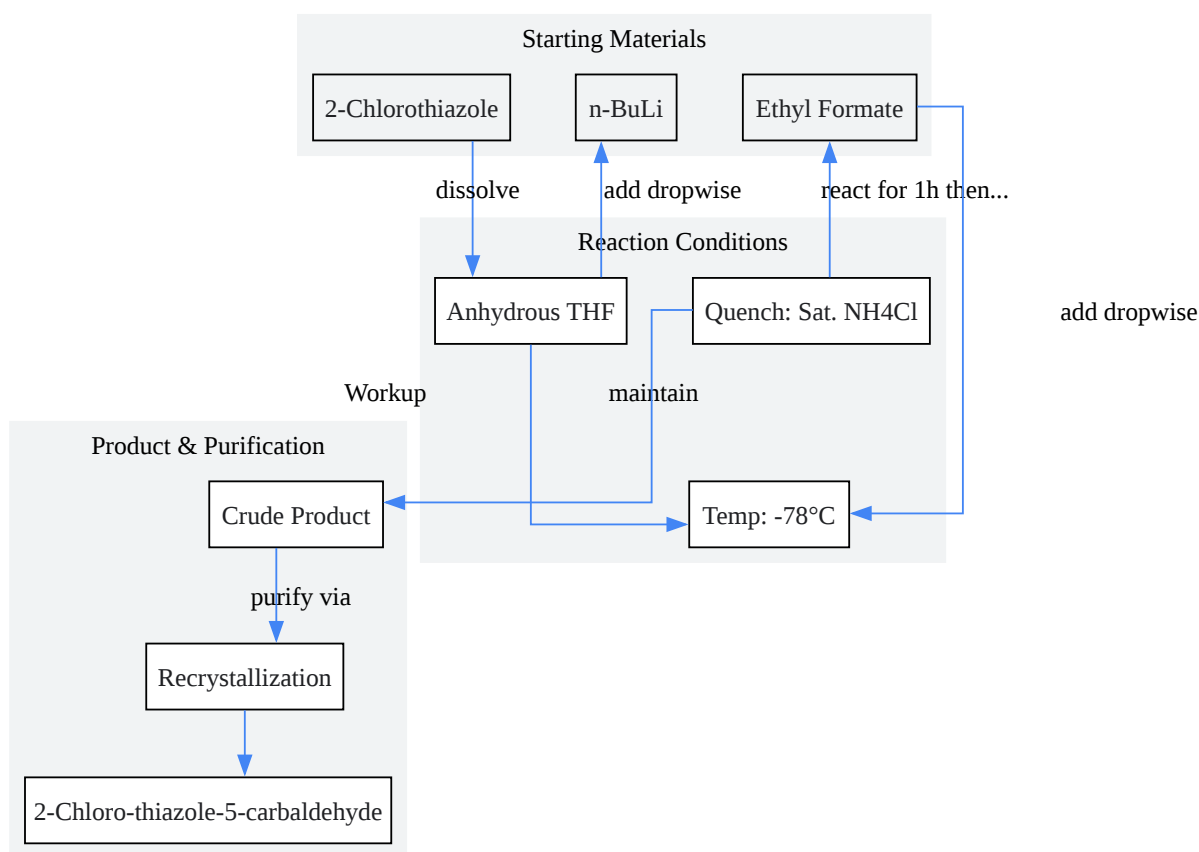 Starting Materials
2-Chlorothiazole
n-BuLi
Ethyl Formate
dissolve
add dropwise
react for 1h then...
Reaction Conditions
Anhydrous THF
Quench: Sat. NH4Cl
add dropwise
Workup
maintain
Product & Purification
Crude Product
Temp: -78°C
purify via
Recrystallization
2-Chloro-thiazole-5-carbaldehyde